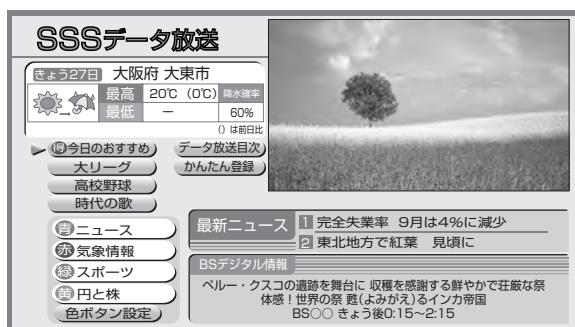 SSSデータ放送
きょう27日 大阪府 大東市
最高 20℃ (0℃) 降水確率
最低 － 60%
() は前日比
得今日のおすすめ データ放送目次
大リーグ かんたん登録
高校野球
時代の歌
青ニュース
赤気象情報
緑スポーツ
黄円と株
色ボタン設定
最新ニュース 1 完全失業率 9月は4%に減少
2 東北地方で紅葉 見頃に
BSデジタル情報
ペルー・クスコの遺跡を舞台に 収穫を感謝する鮮やかで荘厳な祭
体感！世界の祭 甦(よみがえ)るインカ帝国
BS○○ きょう後0:15~2:15